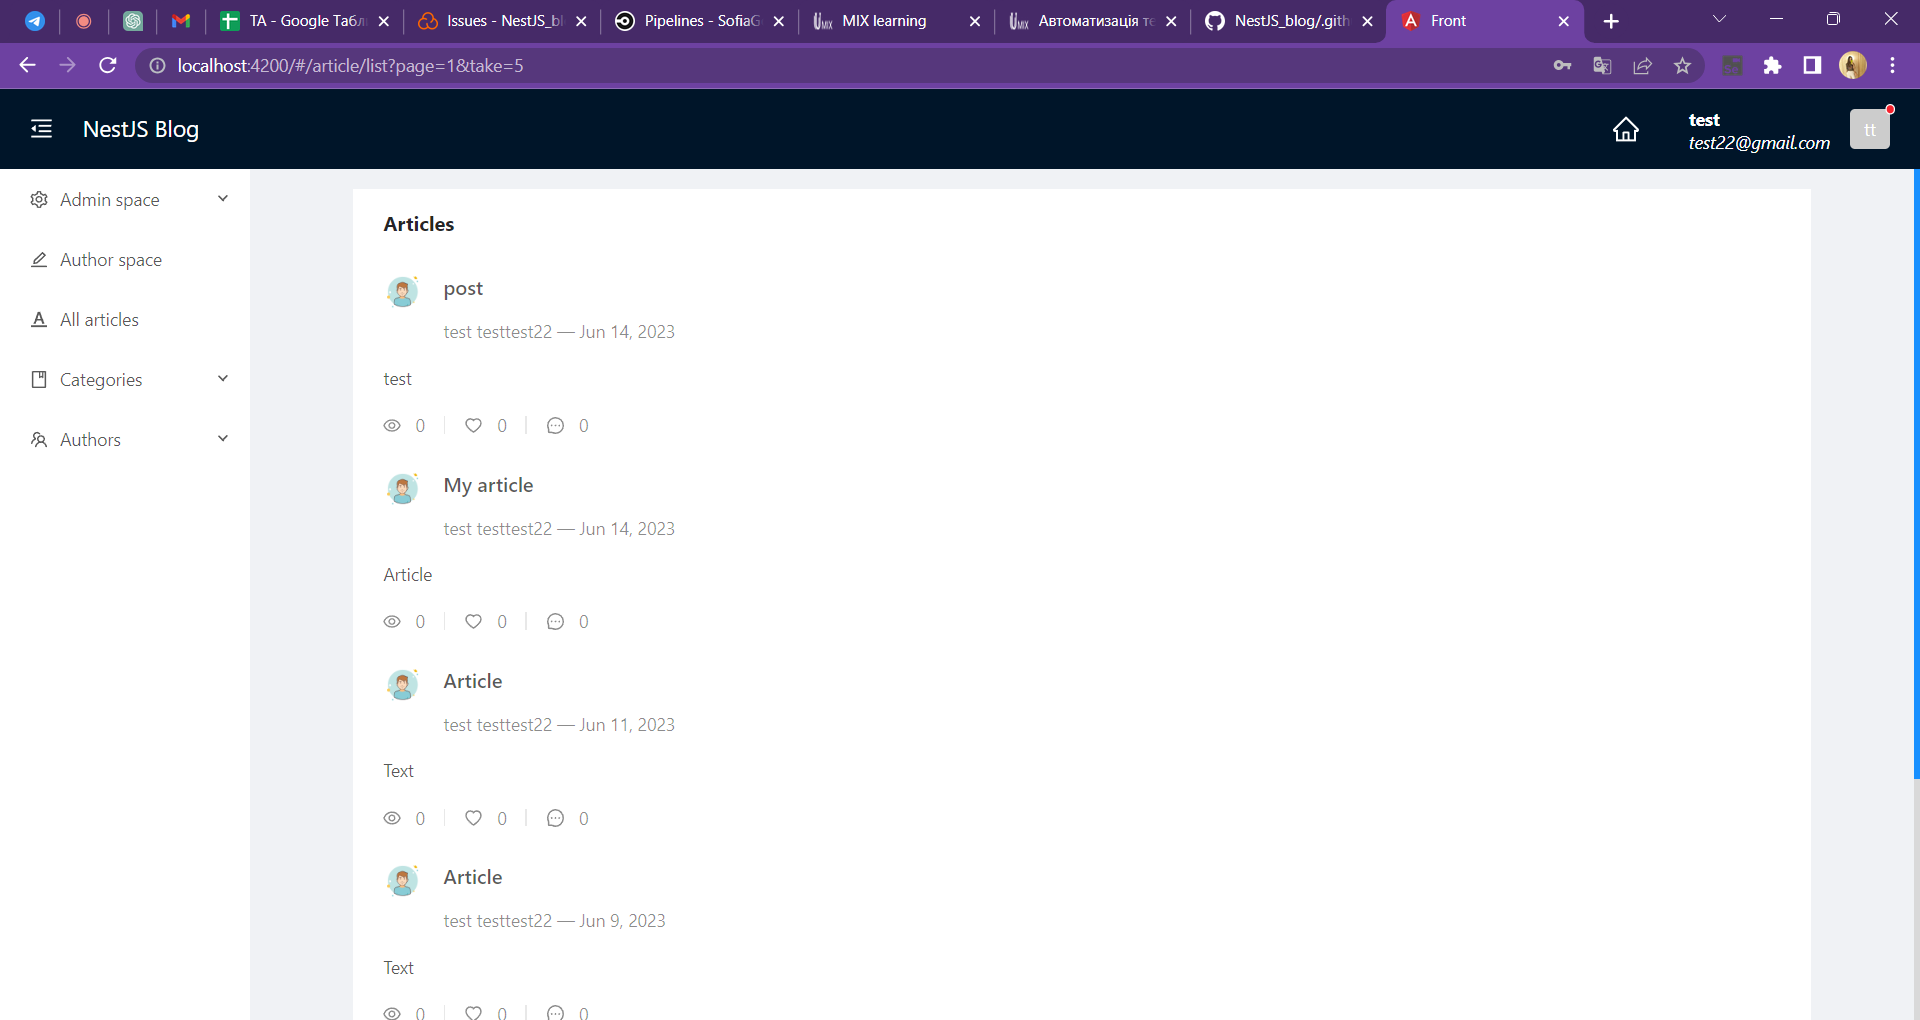 TA - Google Табл
Issues - NestJS_bl
Pipelines - SofiaG
MIX learning
Автоматизація те
NestJS_blog/.gith
Front
localhost:4200/#/article/list?page=1&take=5
NestJS Blog
test
test22@gmail.com
tt
Admin space
Author space
All articles
Categories
Authors
Articles
post
test testtest22 — Jun 14, 2023
test
0 0 0
My article
test testtest22 — Jun 14, 2023
Article
0 0 0
Article
test testtest22 — Jun 11, 2023
Text
0 0 0
Article
test testtest22 — Jun 9, 2023
Text
0 0 0